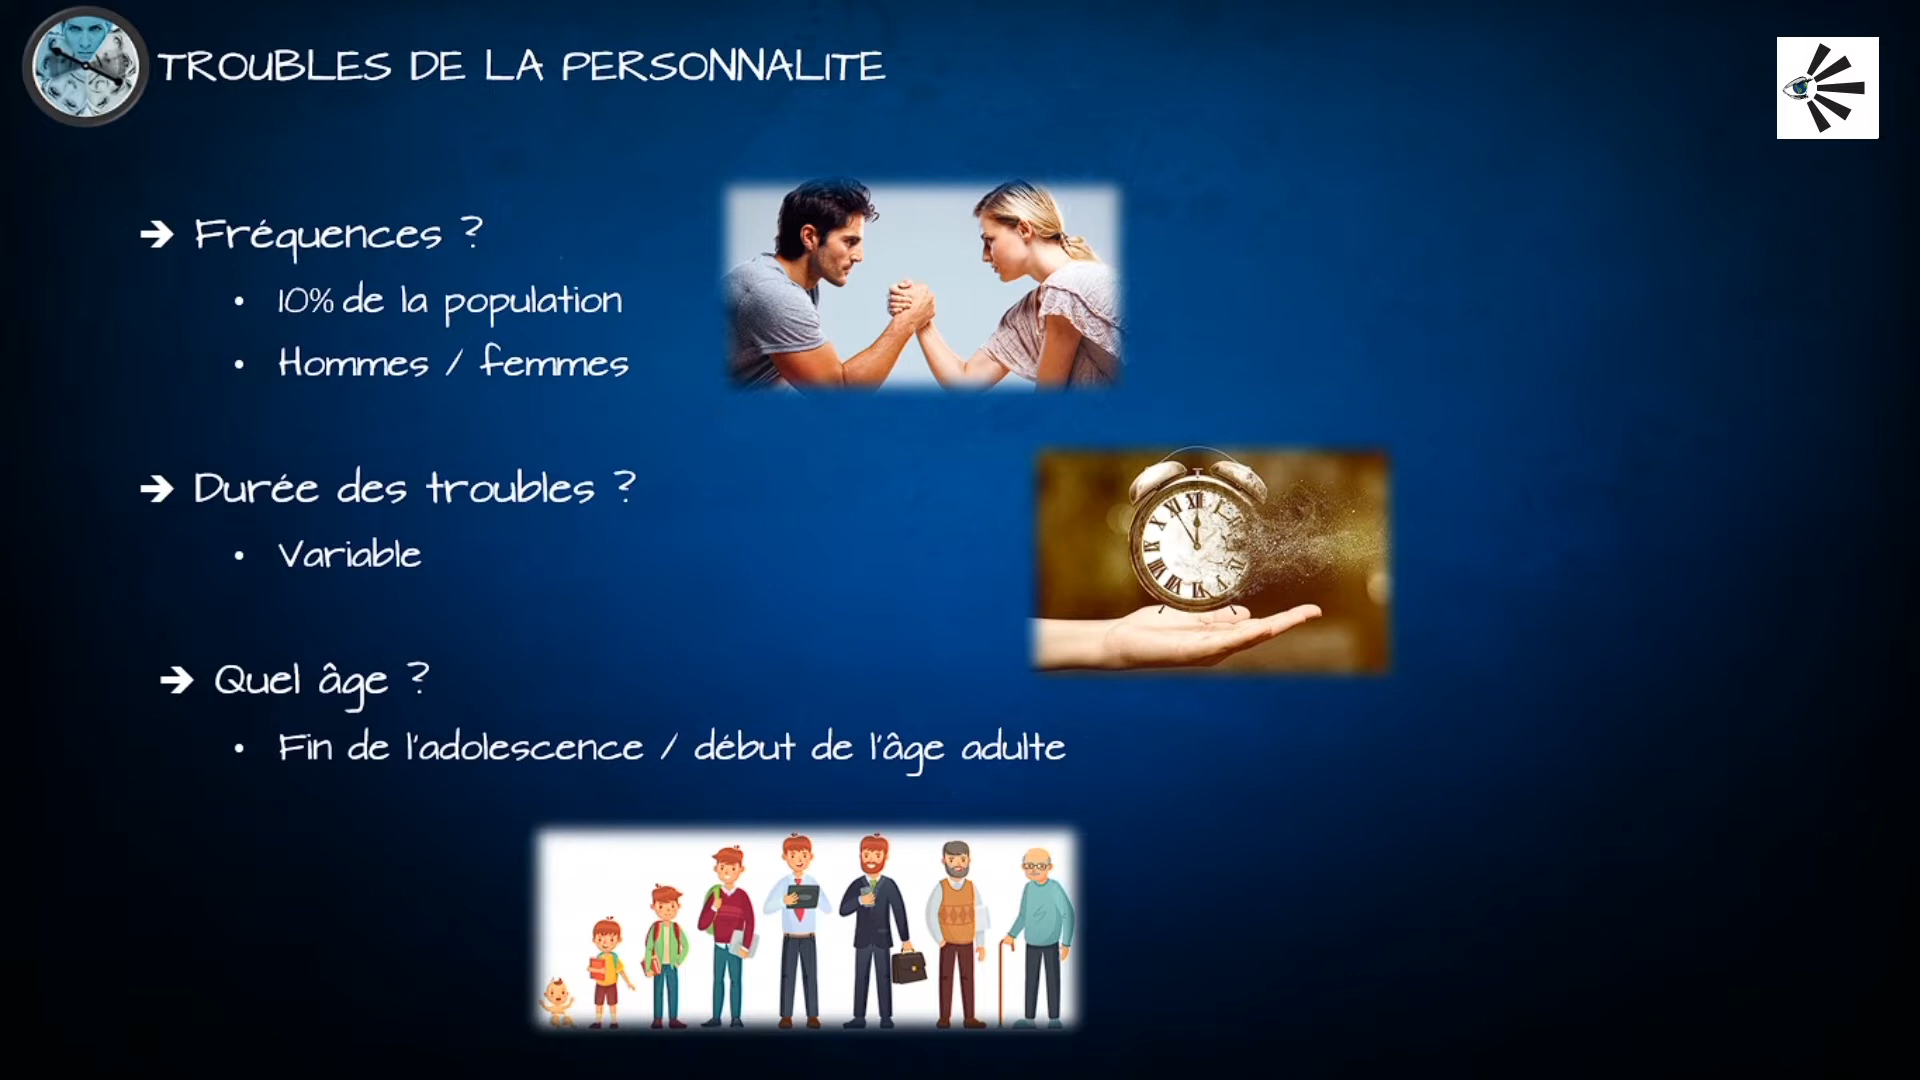 TROUBLES DE LA PERSONNALITE
➔ Fréquences ?
• 10% de la population
• Hommes / femmes
➔ Durée des troubles ?
• Variable
➔ Quel âge ?
• Fin de l'adolescence / début de l'âge adulte